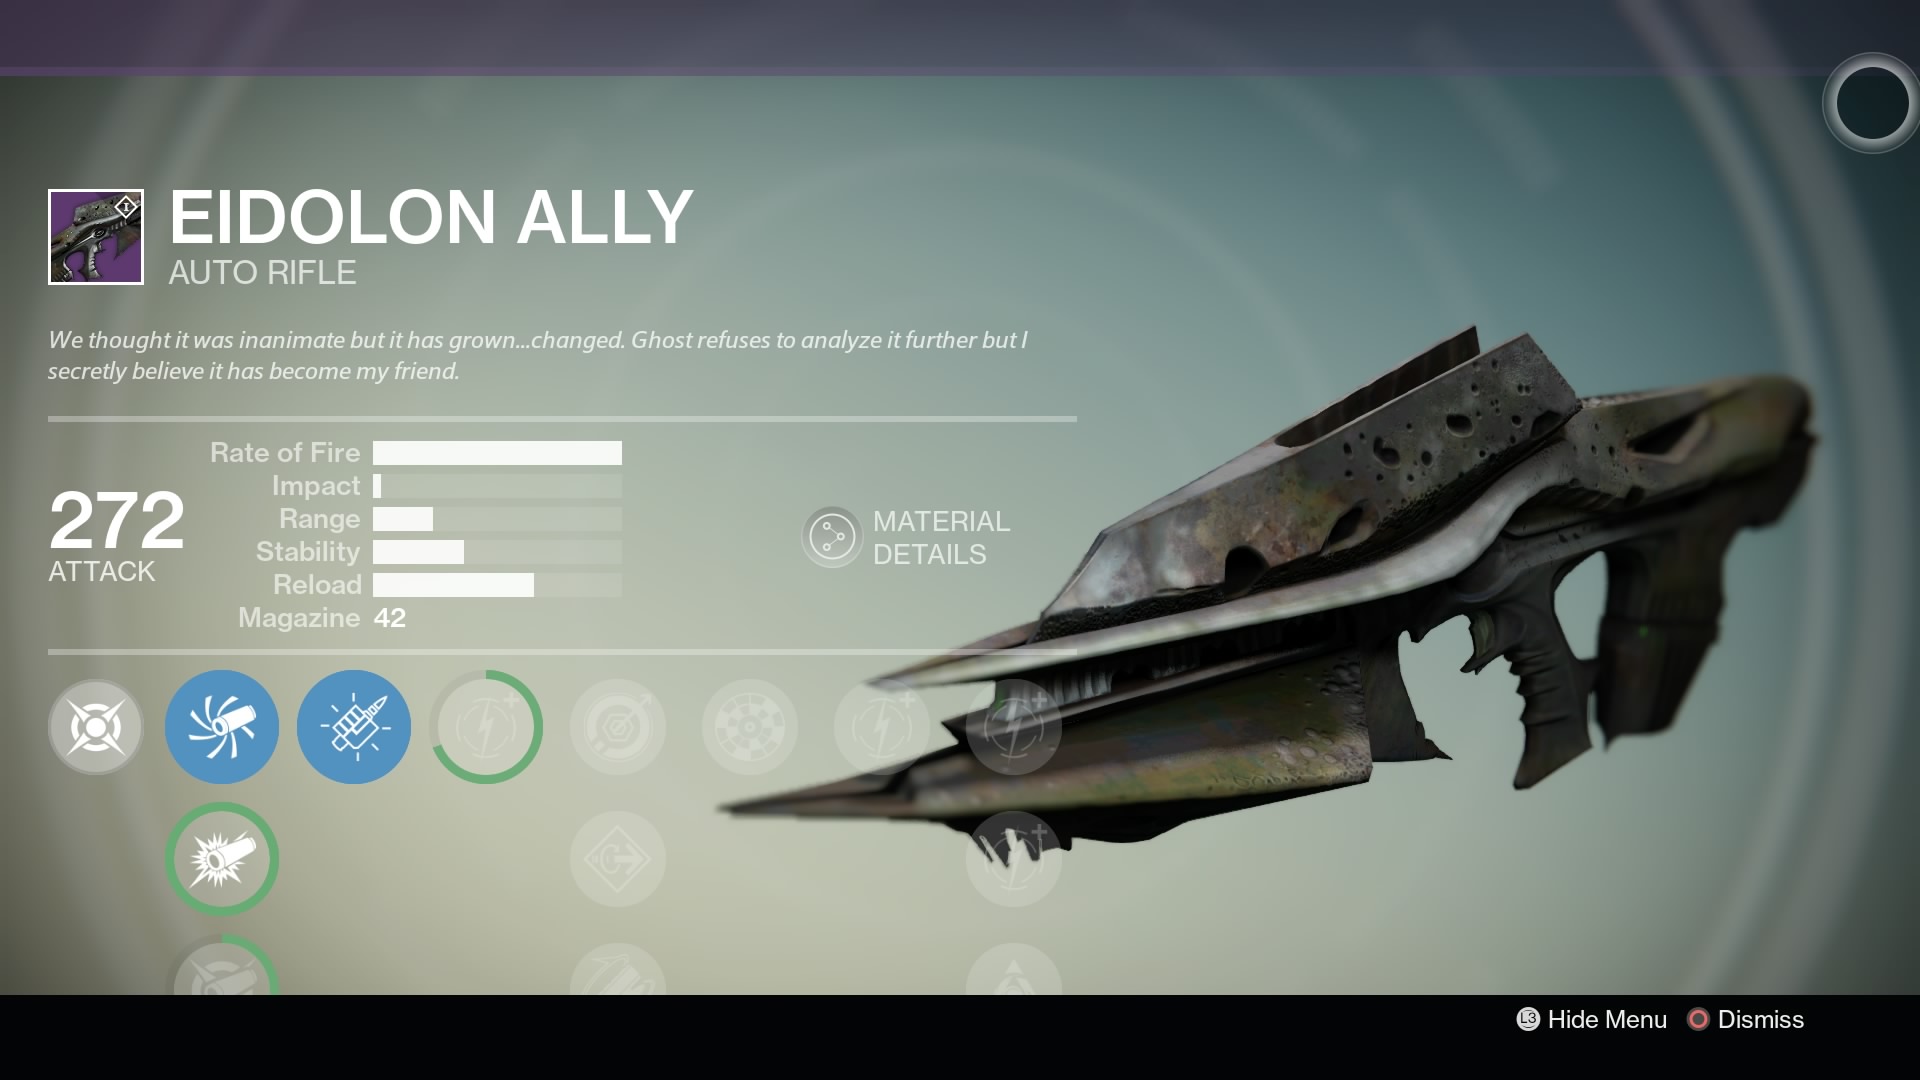 EIDOLON ALLY
AUTO RIFLE
We thought it was inanimate but it has grown...changed. Ghost refuses to analyze it further but I
secretly believe it has become my friend.
272
ATTACK
Rate of Fire
Impact
Range
Stability
Reload
Magazine 42
MATERIAL
DETAILS
L3 Hide Menu
Dismiss